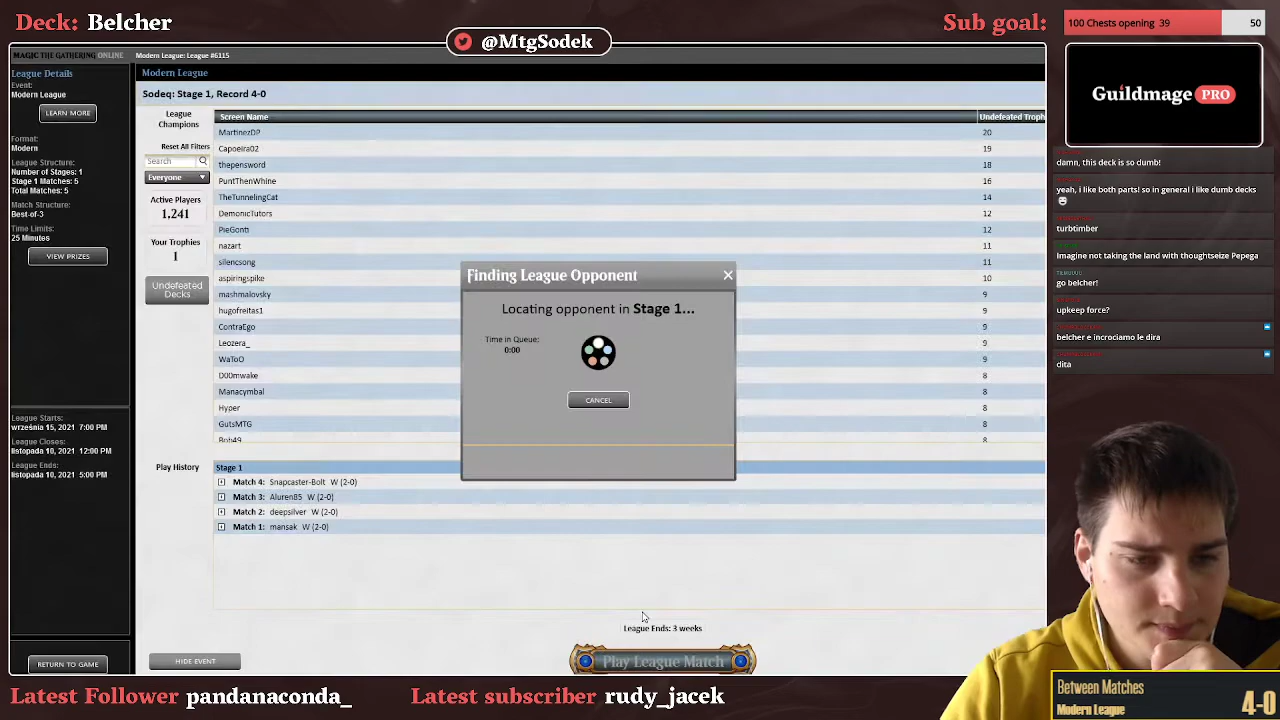 Deck: Belcher
@MtgSodek
Sub goal:
100 Chests opening 39
50
MAGIC THE GATHERING ONLINE
Modern League: League #6115
League Details
Event:
Modern League
LEARN MORE
Format:
Modern
League Structure:
Number of Stages: 1
Stage 1 Matches: 5
Total Matches: 5
Match Structure:
Best-of-3
Time Limits:
25 Minutes
VIEW PRIZES
League Starts:
września 15, 2021 7:00 PM
League Closes:
listopada 10, 2021 12:00 PM
League Ends:
listopada 10, 2021 5:00 PM
RETURN TO GAME
Modern League
Sodeq: Stage 1, Record 4-0
League
Champions
Reset All Filters
Search
Everyone
Active Players
1,241
Your Trophies
1
Undefeated
Decks
Screen Name Undefeated Troph
MartinezDP 20
Capoeira02 19
thepensword 18
PuntThenWhine 16
TheTunnelingCat 14
DemonicTutors 12
PieGonti 12
nazart 11
silencsong 11
aspiringspike 10
mashmalovsky 9
hugofreitas1 9
ContraEgo 9
Leozera_ 9
WaToO 9
D00mwake 8
Manacymbal 8
Hyper 8
GutsMTG 8
Bob49 8
Finding League Opponent
Locating opponent in Stage 1...
Time in Queue:
0:00
CANCEL
Play History
Stage 1
Match 4: Snapcaster-Bolt W (2-0)
Match 3: Aluren85 W (2-0)
Match 2: deepsilver W (2-0)
Match 1: mansak W (2-0)
League Ends: 3 weeks
HIDE EVENT
Play League Match
Guildmage PRO
damn, this deck is so dumb!
yeah, i like both parts! so in general i like dumb decks
turbtimber
Imagine not taking the land with thoughtseize Pepega
go belcher!
upkeep force?
belcher e incrociamo le dira
dita
Latest Follower pandanaconda_
Latest subscriber rudy_jacek
Between Matches
Modern League
4-0